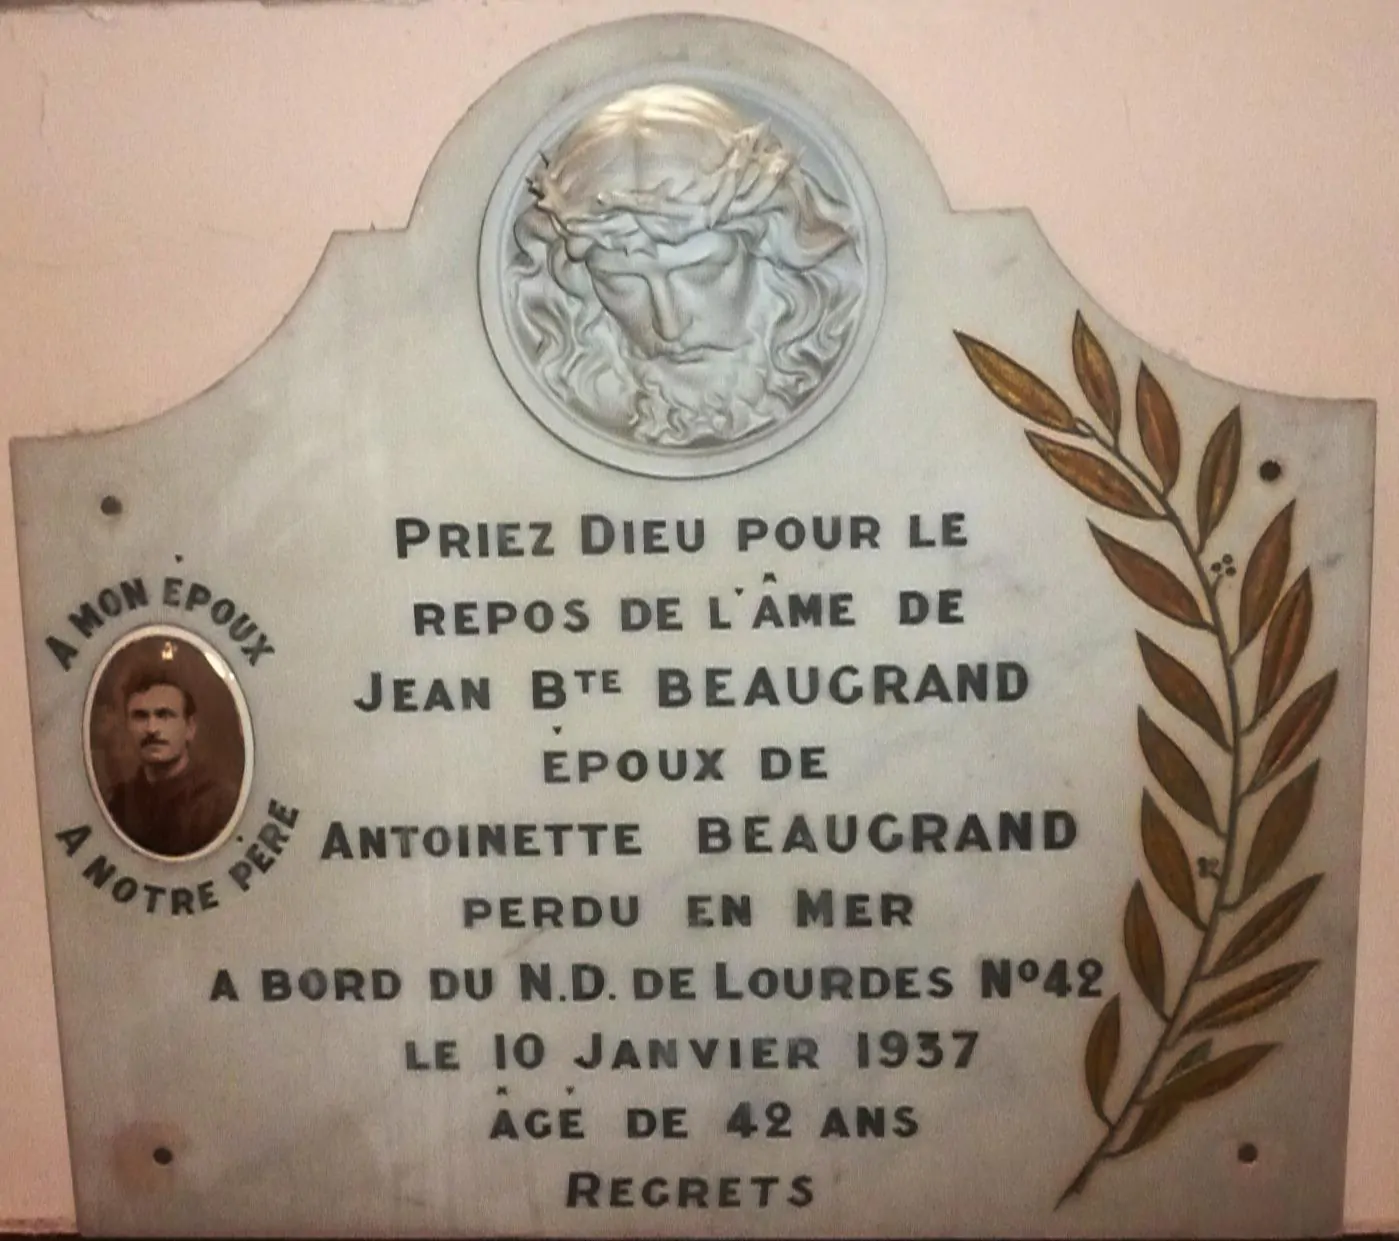 PRIEZ DIEU POUR LE
REPOS DE L'ÂME DE
JEAN BTE BEAUGRAND
ÉPOUX DE
ANTOINETTE BEAUGRAND
PERDU EN MER
A BORD DU N.D. DE LOURDES No42
LE 10 JANVIER 1937
ÂGÉ DE 42 ANS
REGRETS
A MON ÉPOUX
A NOTRE PÈRE